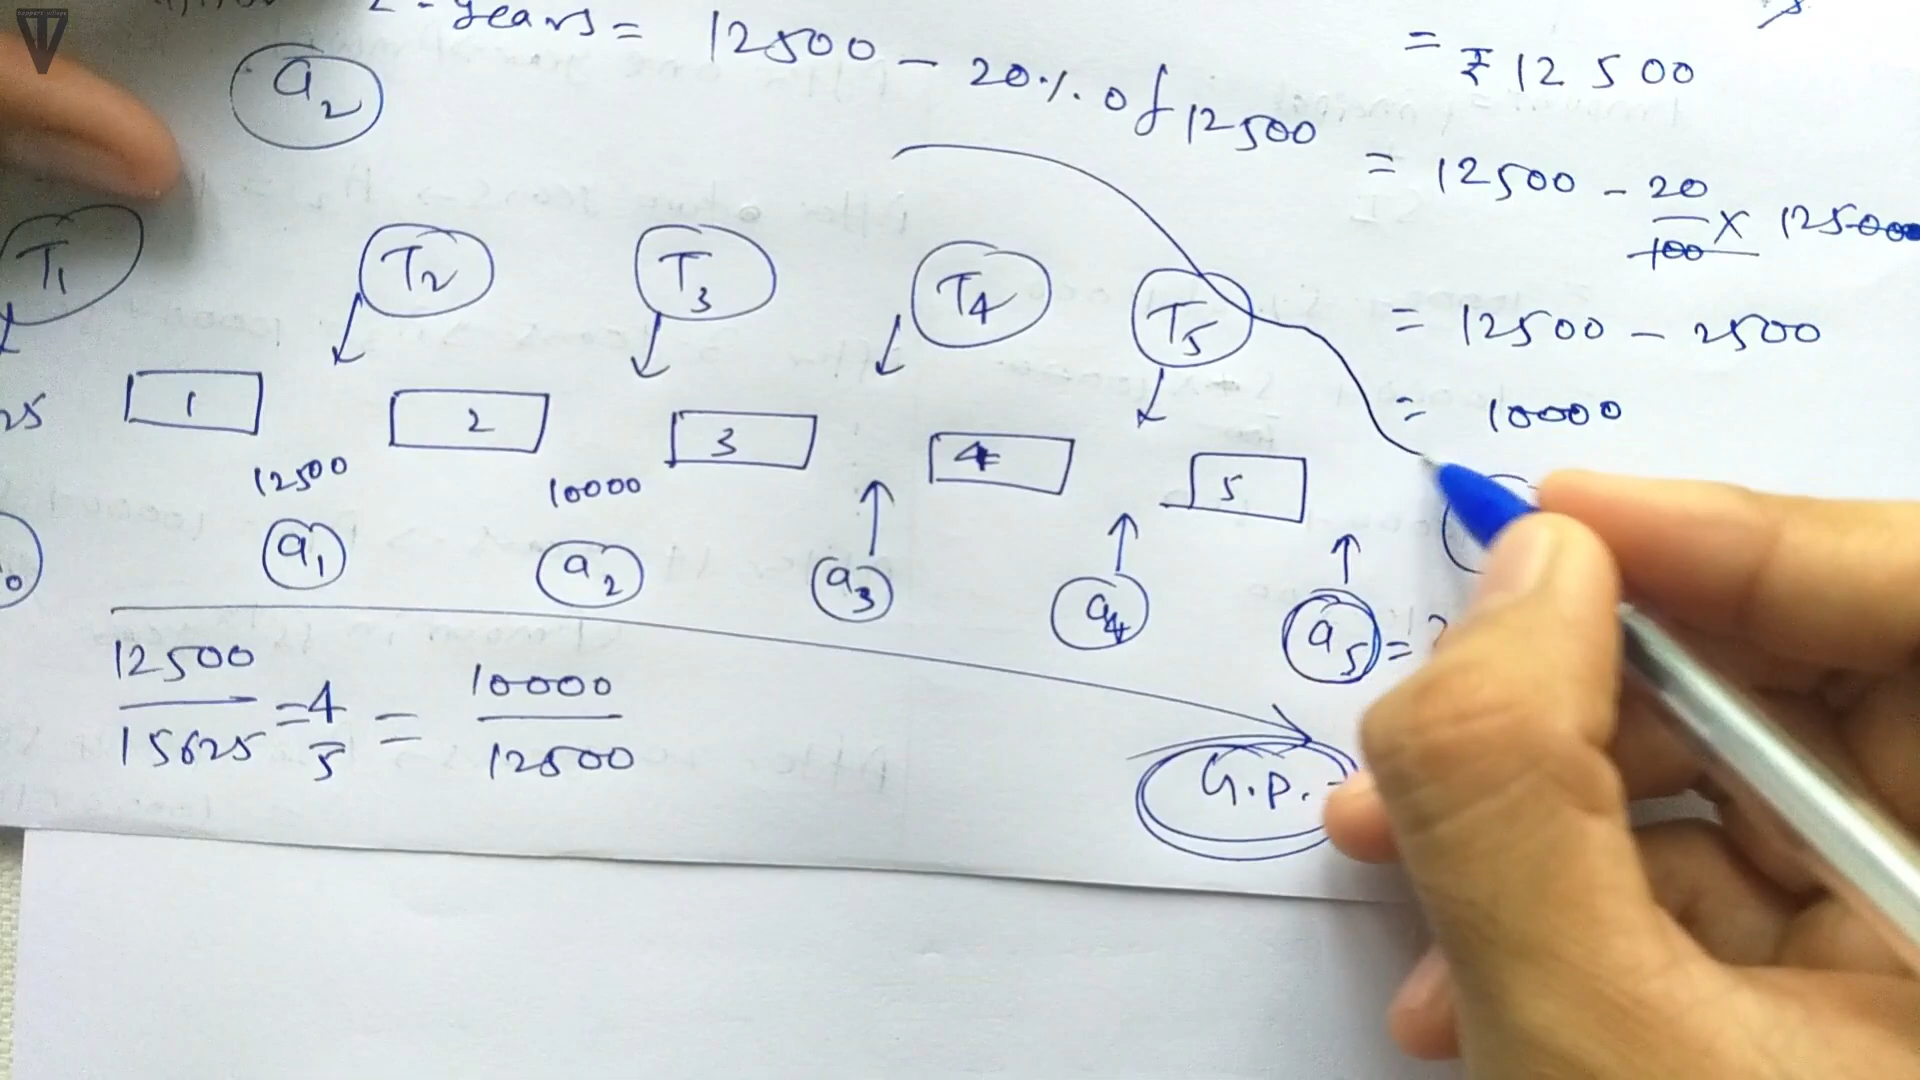 2 - years = 12500 - 20% of 12500
= ₹12500
a2
= 12500 - 20/100 × 12500
T1 T2 T3 T4 T5
= 12500 - 2500
= 10000
25 1 2 3 4 5
12500 10000
a1 a2 a3 a4 a5 = ?
12500/15625 = 4/5 = 10000/12500
G.P.